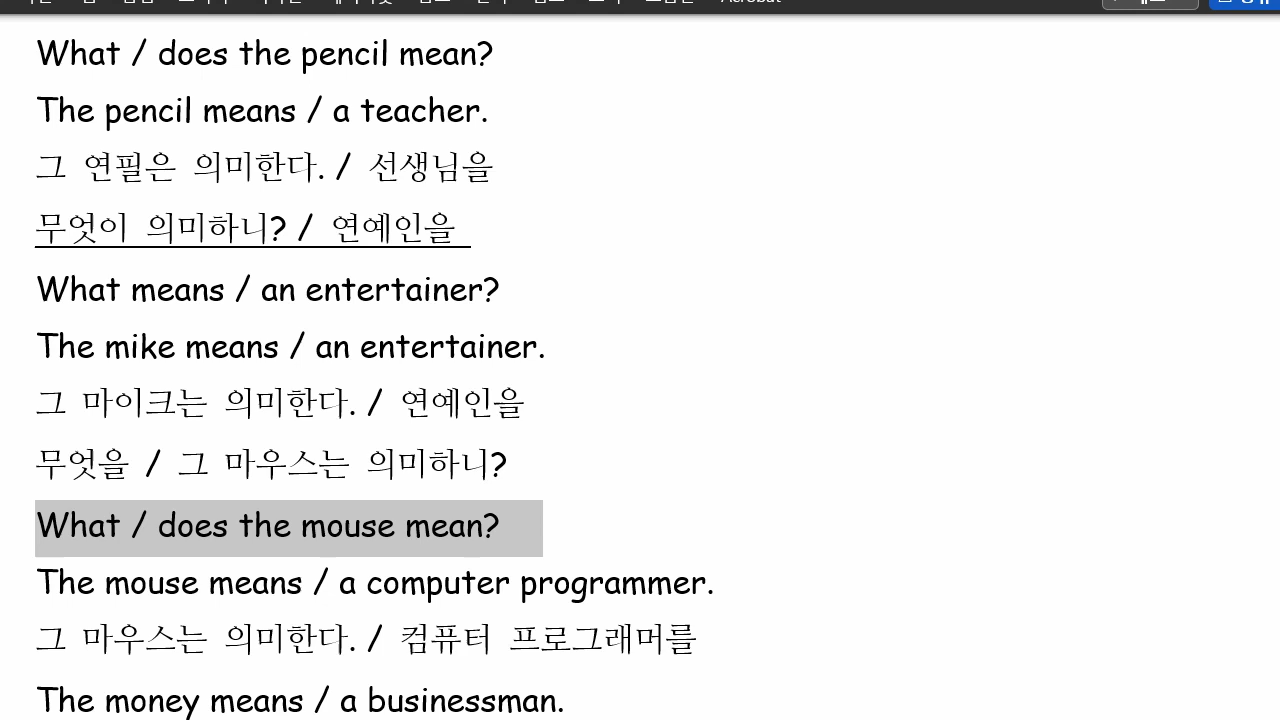 Acrobat
What / does the pencil mean?
The pencil means / a teacher.
그 연필은 의미한다. / 선생님을
무엇이 의미하니? / 연예인을
What means / an entertainer?
The mike means / an entertainer.
그 마이크는 의미한다. / 연예인을
무엇을 / 그 마우스는 의미하니?
What / does the mouse mean?
The mouse means / a computer programmer.
그 마우스는 의미한다. / 컴퓨터 프로그래머를
The money means / a businessman.